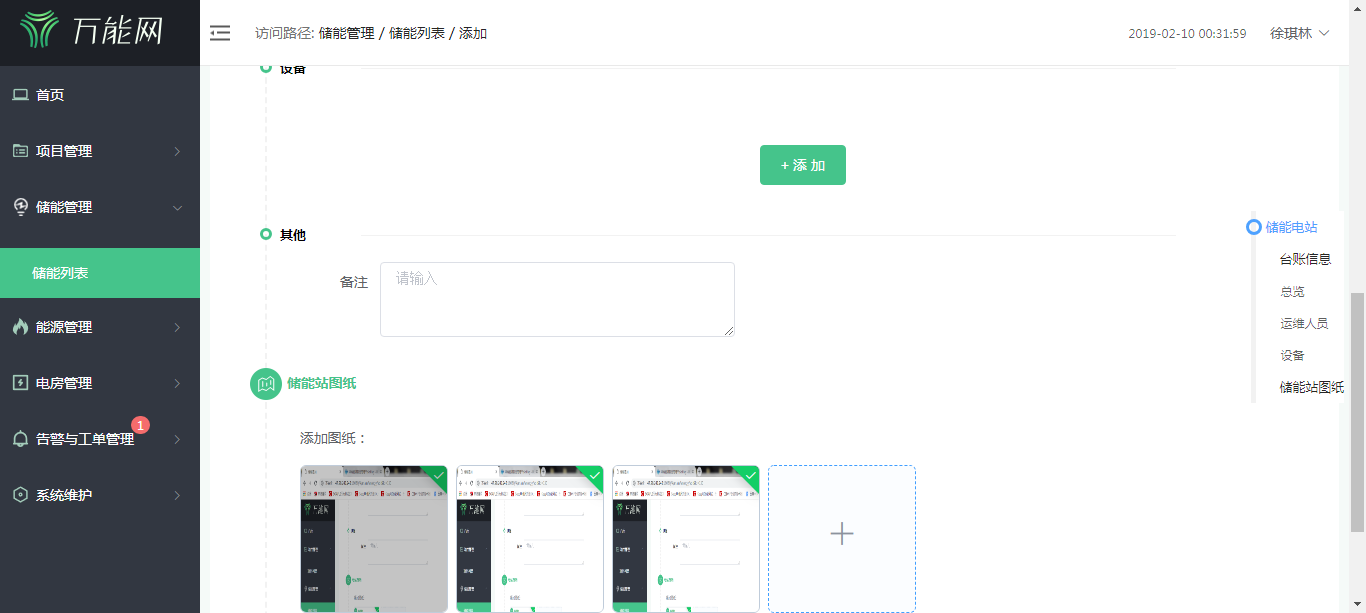 万能网
访问路径: 储能管理 / 储能列表 / 添加
2019-02-10 00:31:59
徐琪林
首页
项目管理
储能管理
储能列表
能源管理
电房管理
告警与工单管理
1
系统维护
设备
+ 添 加
其他
备注
请输入
储能站图纸
添加图纸：
储能电站
台账信息
总览
运维人员
设备
储能站图纸